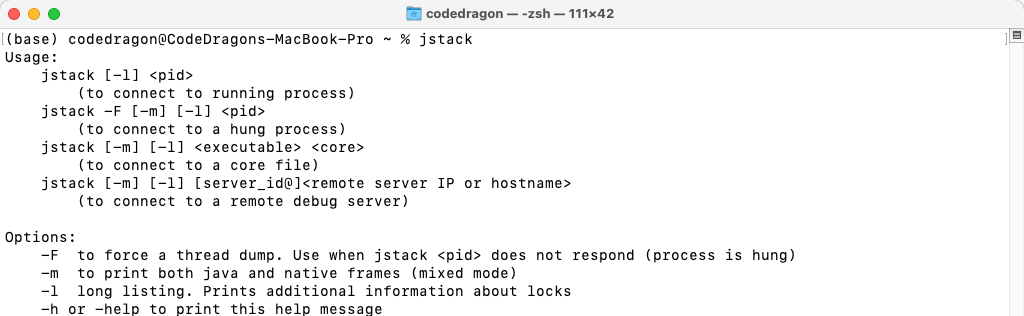 codedragon — -zsh — 111×42
(base) codedragon@CodeDragons-MacBook-Pro ~ % jstack
Usage:
    jstack [-l] <pid>
        (to connect to running process)
    jstack -F [-m] [-l] <pid>
        (to connect to a hung process)
    jstack [-m] [-l] <executable> <core>
        (to connect to a core file)
    jstack [-m] [-l] [server_id@]<remote server IP or hostname>
        (to connect to a remote debug server)

Options:
    -F  to force a thread dump. Use when jstack <pid> does not respond (process is hung)
    -m  to print both java and native frames (mixed mode)
    -l  long listing. Prints additional information about locks
    -h or -help to print this help message